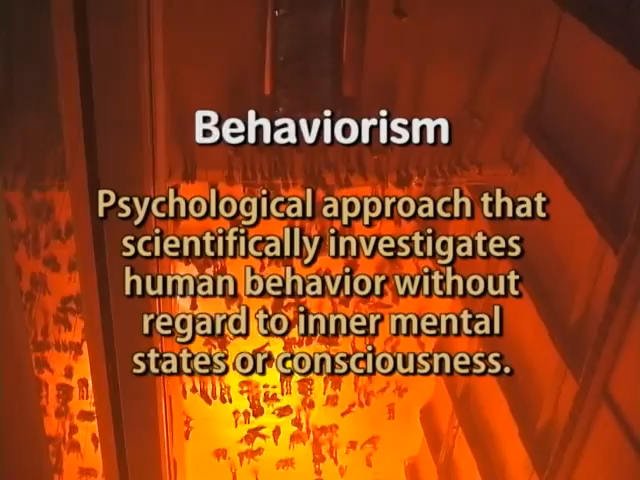 Behaviorism
Psychological approach that
scientifically investigates
human behavior without
regard to inner mental
states or consciousness.